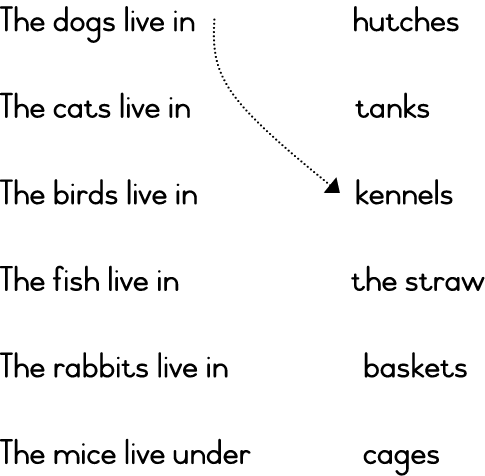 The dogs live in hutches
The cats live in tanks
The birds live in kennels
The fish live in the straw
The rabbits live in baskets
The mice live under cages